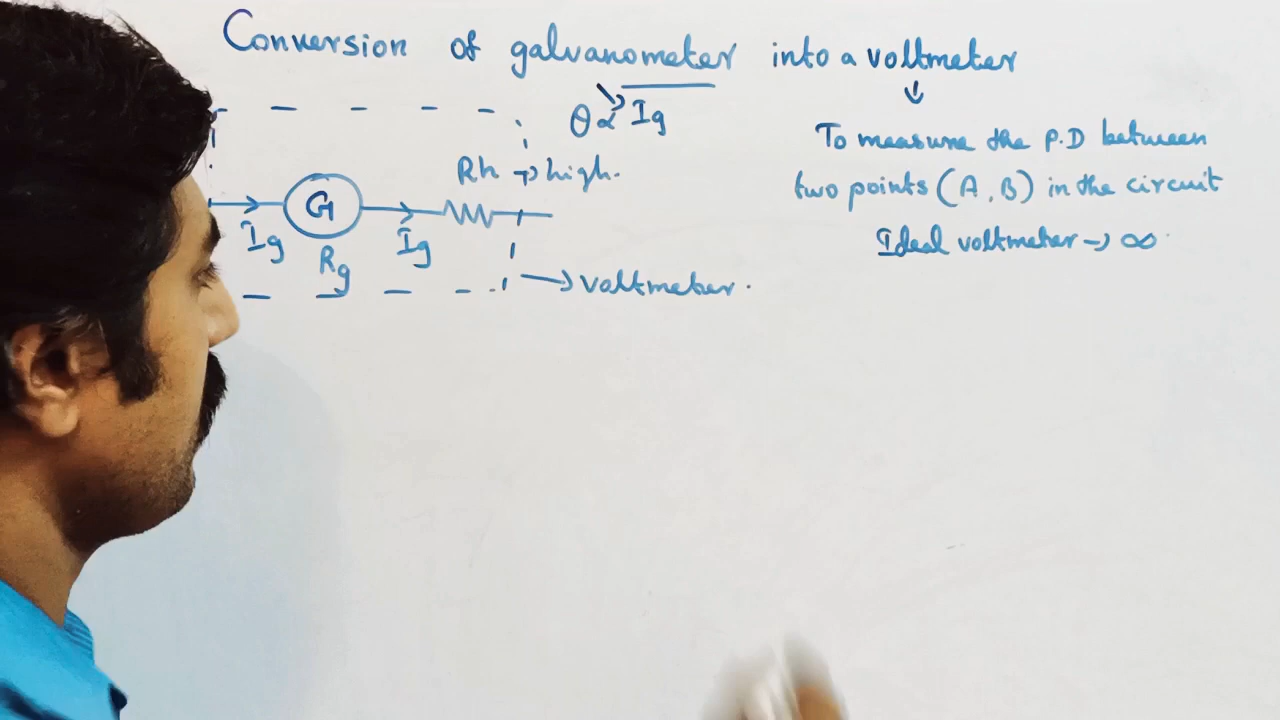 Conversion of galvanometer into a voltmeter
θ ∝ Ig
Rh → high.
G
Ig
Rg
Ig
→ voltmeter.
To measure the P.D between
two points (A, B) in the circuit
Ideal voltmeter → ∞